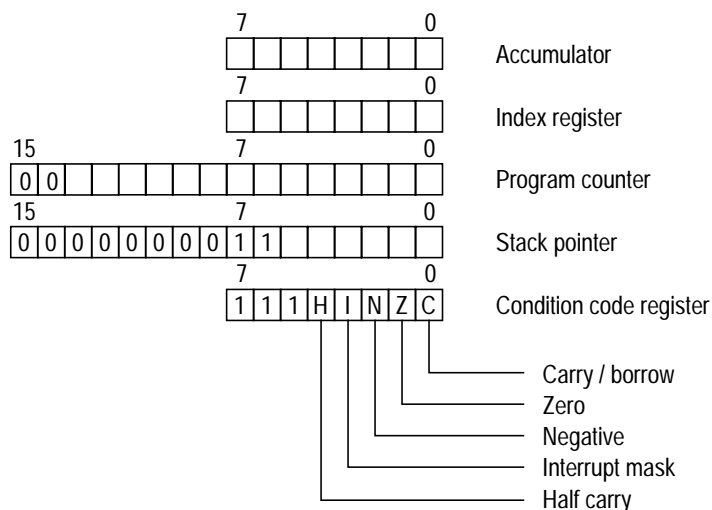 7 0
Accumulator
7 0
Index register
15 7 0
0 0 Program counter
15 7 0
0 0 0 0 0 0 0 0 1 1 Stack pointer
7 0
1 1 1 H I N Z C Condition code register
Carry / borrow
Zero
Negative
Interrupt mask
Half carry